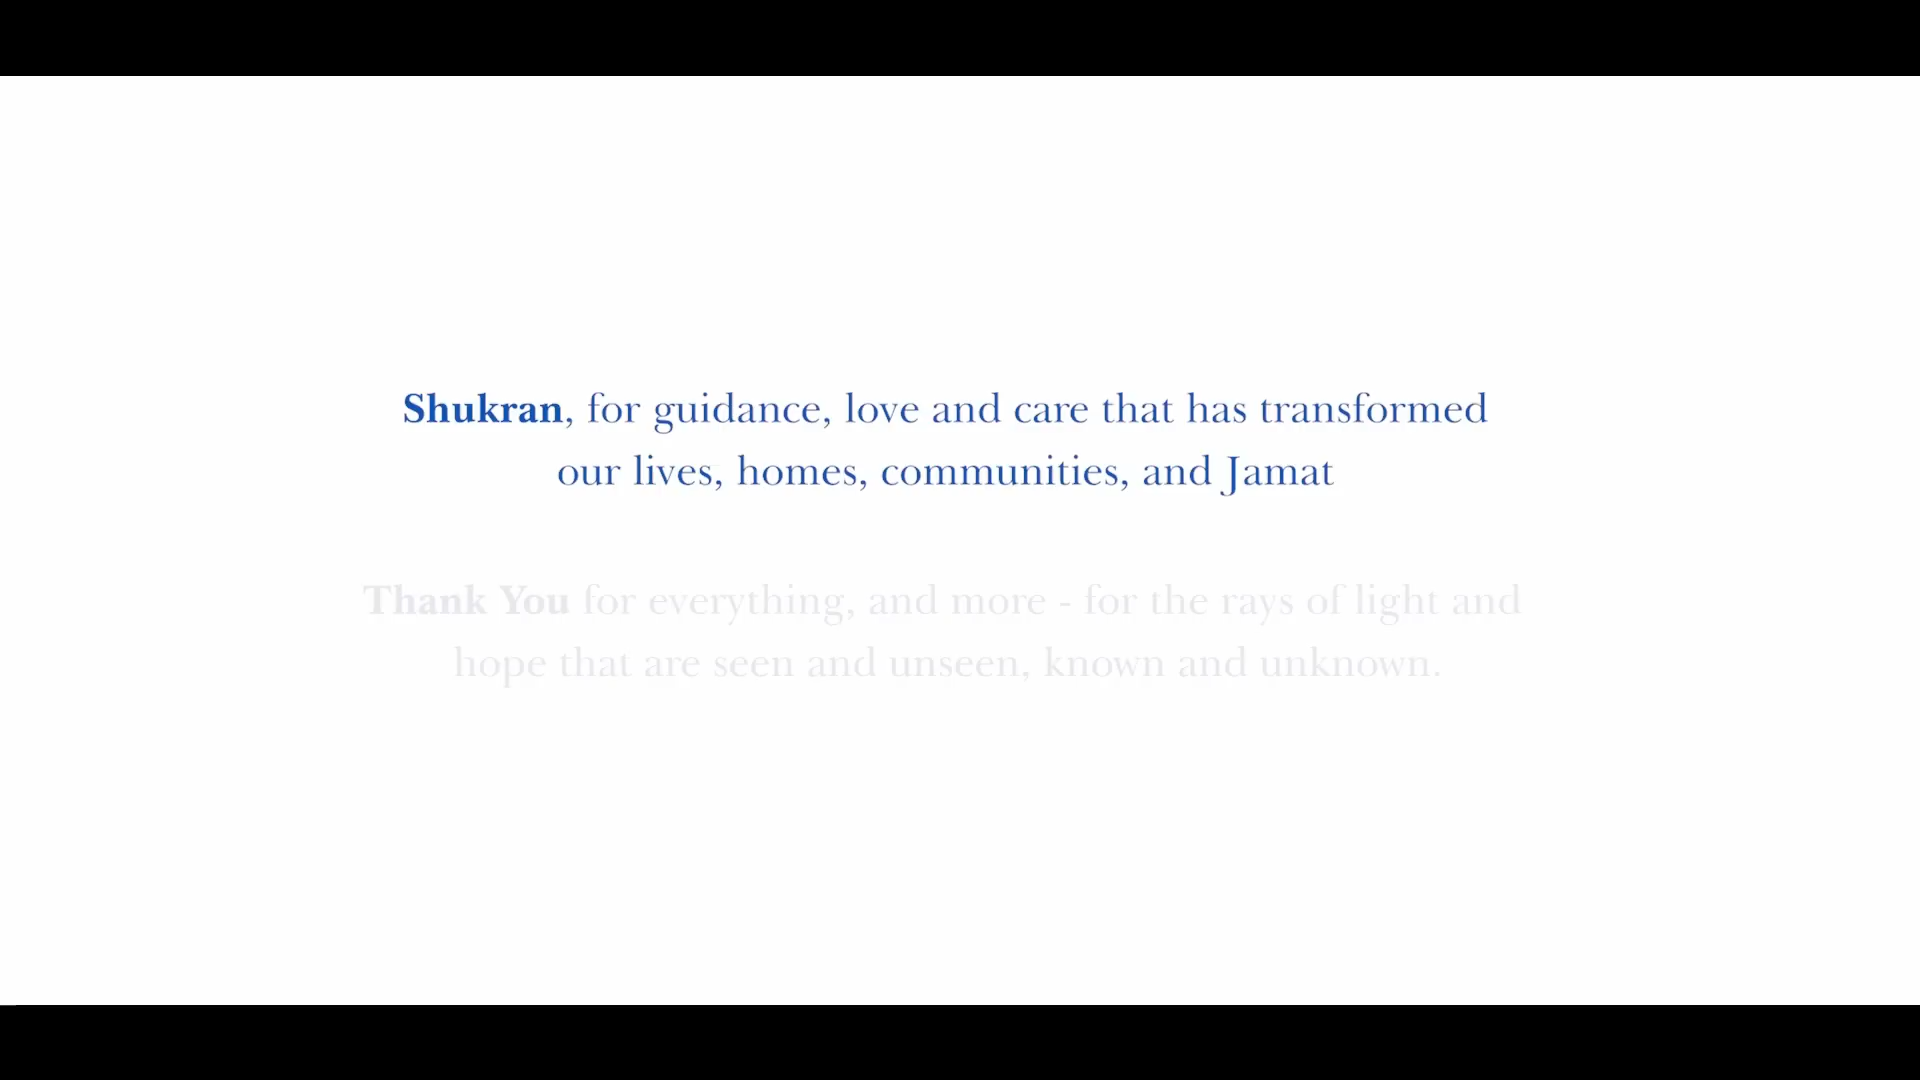 Shukran, for guidance, love and care that has transformed
our lives, homes, communities, and Jamat
Thank You for everything, and more - for the rays of light and
hope that are seen and unseen, known and unknown.